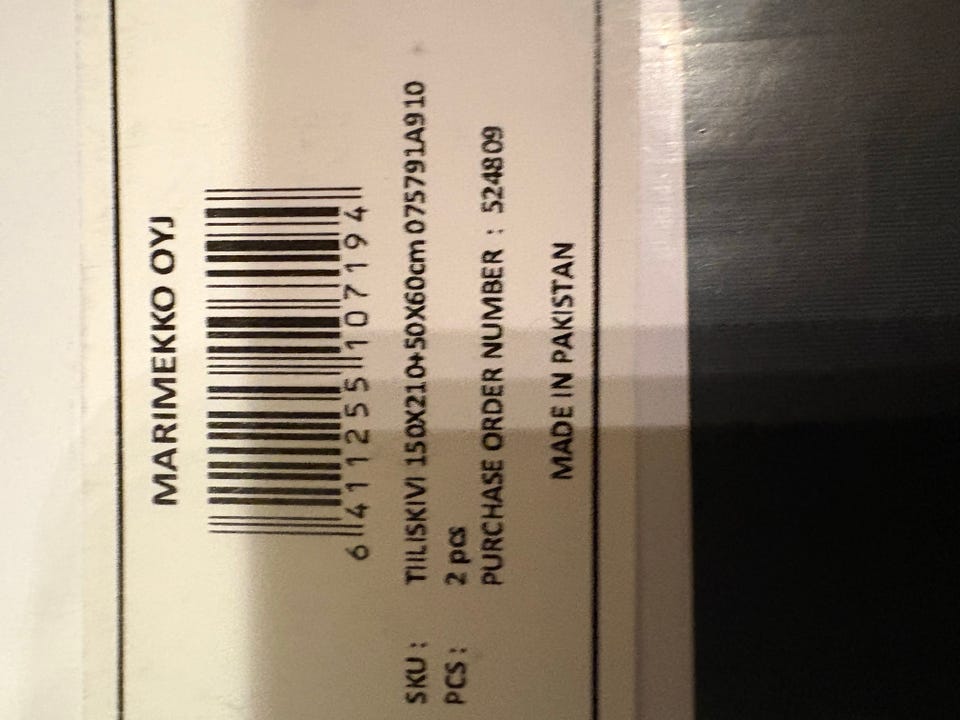 MARIMEKKO OYJ
6 411255 107194
SKU : TIILISKIVI 150X210+50X60cm 075791A910
PCS : 2 pcs
PURCHASE ORDER NUMBER : 524809
MADE IN PAKISTAN